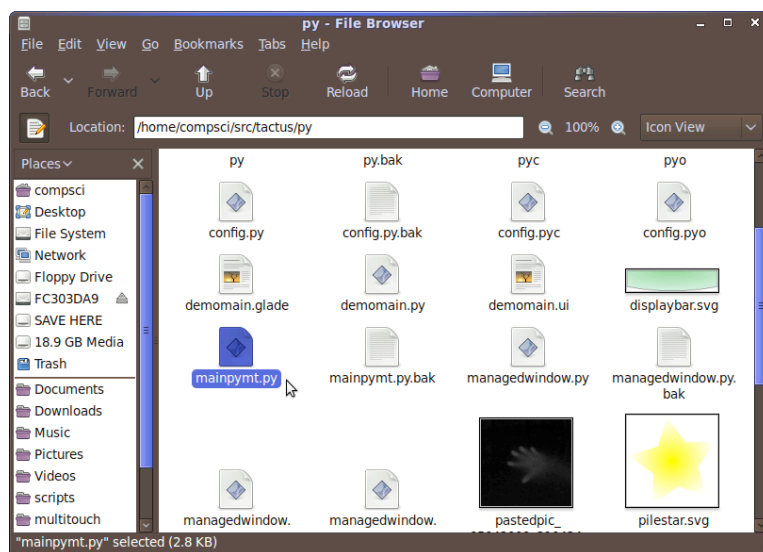 py - File Browser
File Edit View Go Bookmarks Tabs Help
Back Forward Up Stop Reload Home Computer Search
Location: /home/compsci/src/tactus/py 100% Icon View
Places
compsci
Desktop
File System
Network
Floppy Drive
FC303DA9
SAVE HERE
18.9 GB Media
Trash
Documents
Downloads
Music
Pictures
Videos
scripts
multitouch
py py.bak pyc pyo
config.py config.py.bak config.pyc config.pyo
demomain.glade demomain.py demomain.ui displaybar.svg
mainpymt.py mainpymt.py.bak managedwindow.py managedwindow.py.
bak
managedwindow. managedwindow. pastedpic_ pilestar.svg
"mainpymt.py" selected (2.8 KB)